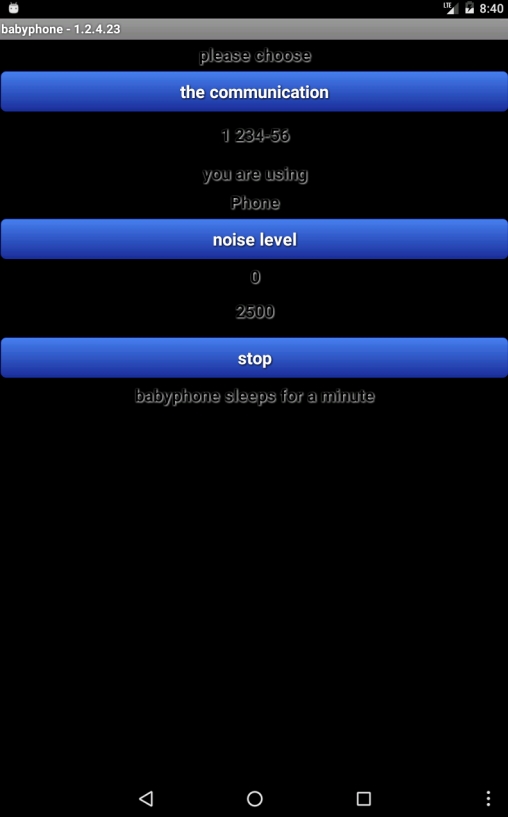 LTE
8:40
babyphone - 1.2.4.23
please choose
the communication
1 234-56
you are using
Phone
noise level
0
2500
stop
babyphone sleeps for a minute